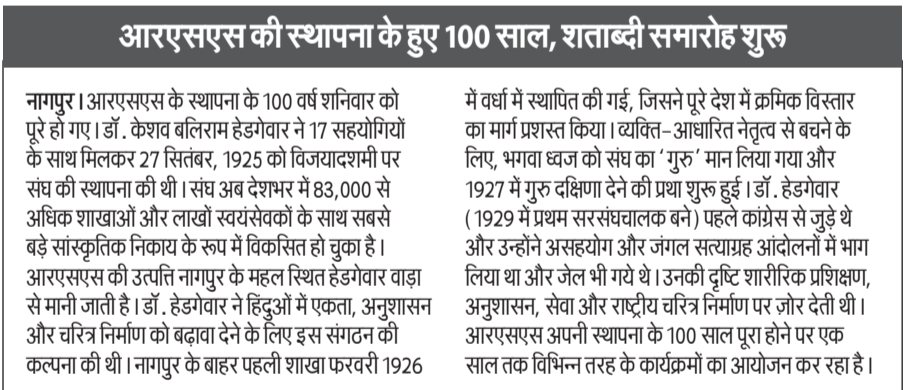 आरएसएस की स्थापना के हुए 100 साल, शताब्दी समारोह शुरू
नागपुर। आरएसएस के स्थापना के 100 वर्ष शनिवार को
पूरे हो गए। डॉ. केशव बलिराम हेडगेवार ने 17 सहयोगियों
के साथ मिलकर 27 सितंबर, 1925 को विजयादशमी पर
संघ की स्थापना की थी। संघ अब देशभर में 83,000 से
अधिक शाखाओं और लाखों स्वयंसेवकों के साथ सबसे
बड़े सांस्कृतिक निकाय के रूप में विकसित हो चुका है।
आरएसएस की उत्पत्ति नागपुर के महल स्थित हेडगेवार वाड़ा
से मानी जाती है। डॉ. हेडगेवार ने हिंदुओं में एकता, अनुशासन
और चरित्र निर्माण को बढ़ावा देने के लिए इस संगठन की
कल्पना की थी। नागपुर के बाहर पहली शाखा फरवरी 1926
में वर्धा में स्थापित की गई, जिसने पूरे देश में क्रमिक विस्तार
का मार्ग प्रशस्त किया। व्यक्ति-आधारित नेतृत्व से बचने के
लिए, भगवा ध्वज को संघ का ‘गुरु’ मान लिया गया और
1927 में गुरु दक्षिणा देने की प्रथा शुरू हुई। डॉ. हेडगेवार
(1929 में प्रथम सरसंघचालक बने) पहले कांग्रेस से जुड़े थे
और उन्होंने असहयोग और जंगल सत्याग्रह आंदोलनों में भाग
लिया था और जेल भी गये थे। उनकी दृष्टि शारीरिक प्रशिक्षण,
अनुशासन, सेवा और राष्ट्रीय चरित्र निर्माण पर ज़ोर देती थी।
आरएसएस अपनी स्थापना के 100 साल पूरा होने पर एक
साल तक विभिन्न तरह के कार्यक्रमों का आयोजन कर रहा है।